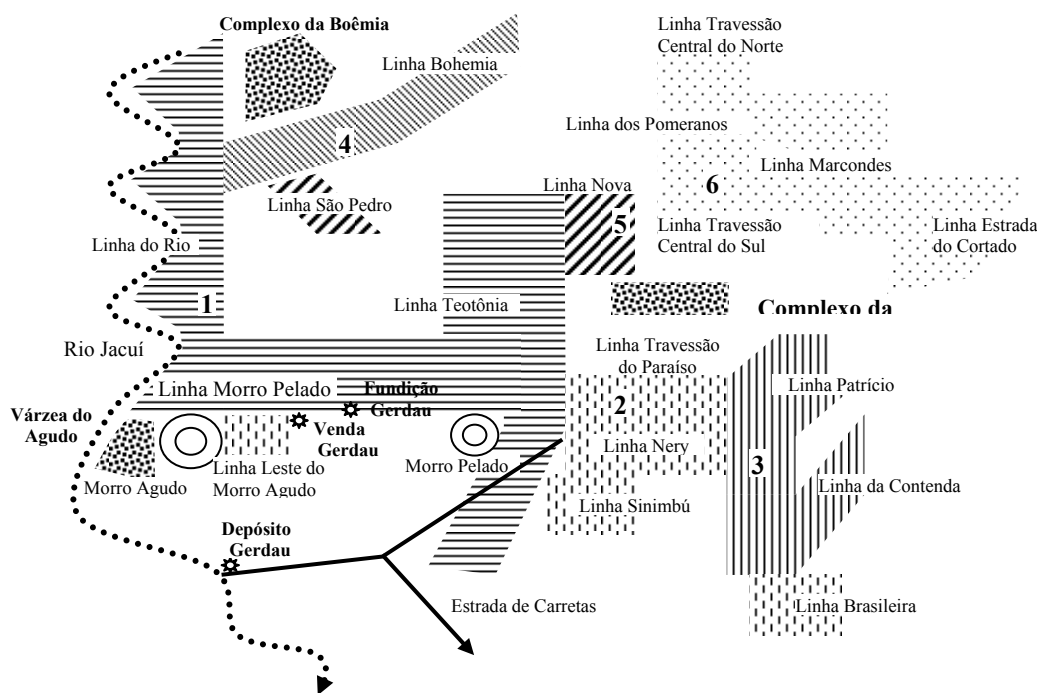 Complexo da Boêmia
Linha Travessão
Central do Norte
Linha Bohemia
Linha dos Pomeranos
4
Linha Marcondes
Linha Nova
6
Linha São Pedro
5
Linha Travessão
Central do Sul
Linha Estrada
do Cortado
Linha do Rio
1
Linha Teotônia
Complexo da
Rio Jacuí
Linha Travessão
do Paraíso
Linha Morro Pelado
Fundição
Gerdau
Linha Patrício
Várzea do
Agudo
2
Venda
Gerdau
Linha Nery
Morro Agudo
Linha Leste do
Morro Agudo
Morro Pelado
3
Linha da Contenda
Linha Sinimbú
Depósito
Gerdau
Estrada de Carretas
Linha Brasileira